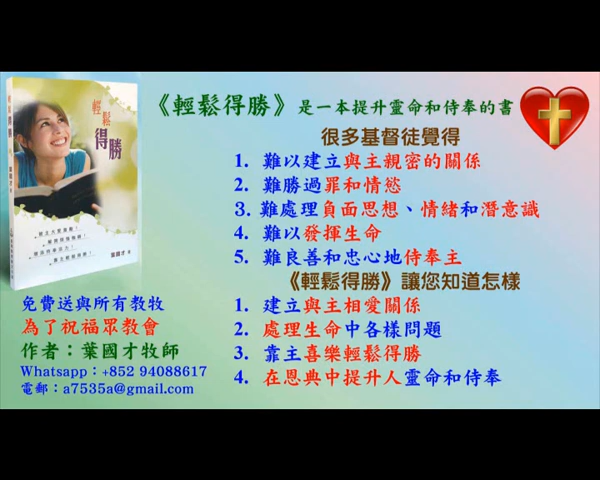 《輕鬆得勝》是一本提升靈命和侍奉的書
很多基督徒覺得
1. 難以建立與主親密的關係
2. 難勝過罪和情慾
3. 難處理負面思想、情緒和潛意識
4. 難以發揮生命
5. 難良善和忠心地侍奉主
《輕鬆得勝》讓您知道怎樣
1. 建立與主相愛關係
2. 處理生命中各樣問題
3. 靠主喜樂輕鬆得勝
4. 在恩典中提升人靈命和侍奉
輕鬆
得勝
葉國才 著
免費送與所有教牧
為了祝福眾教會
作者：葉國才牧師
Whatsapp：+852 94088617
電郵：a7535a@gmail.com